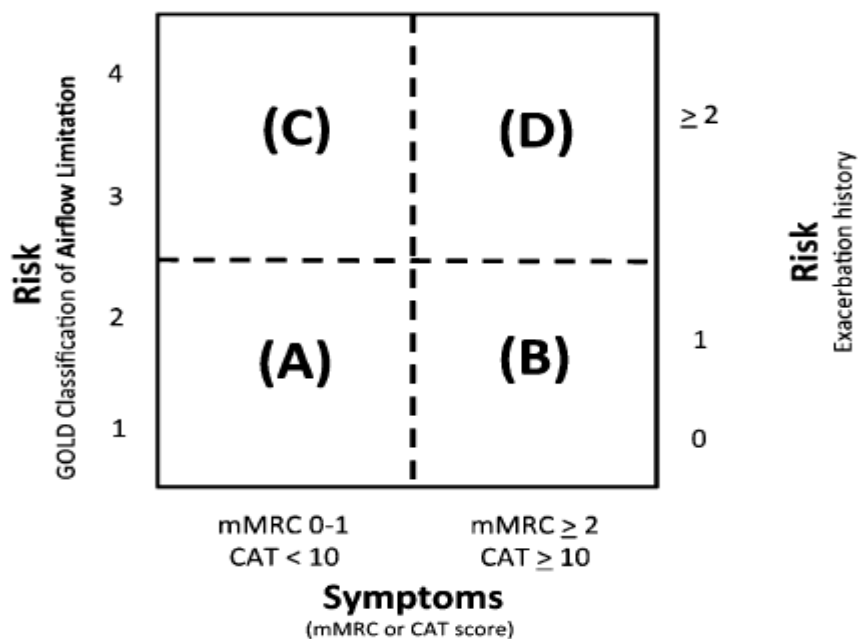 Risk
GOLD Classification of Airflow Limitation
4
3
2
1
(C)
(D)
(A)
(B)
≥ 2
1
0
Risk
Exacerbation history
mMRC 0-1
CAT < 10
mMRC ≥ 2
CAT ≥ 10
Symptoms
(mMRC or CAT score)